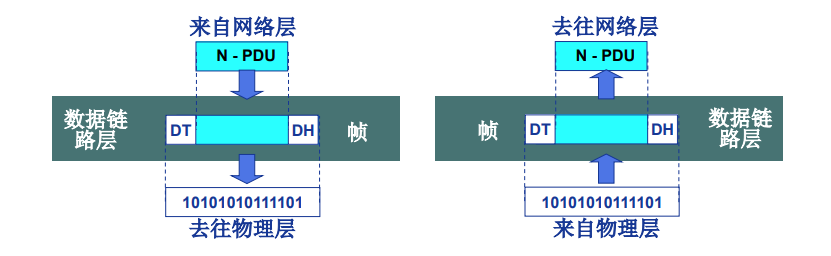 来自网络层
N - PDU
数据链
路层
DT
DH
帧
10101010111101
去往物理层
去往网络层
N - PDU
帧
DT
DH
数据链
路层
10101010111101
来自物理层